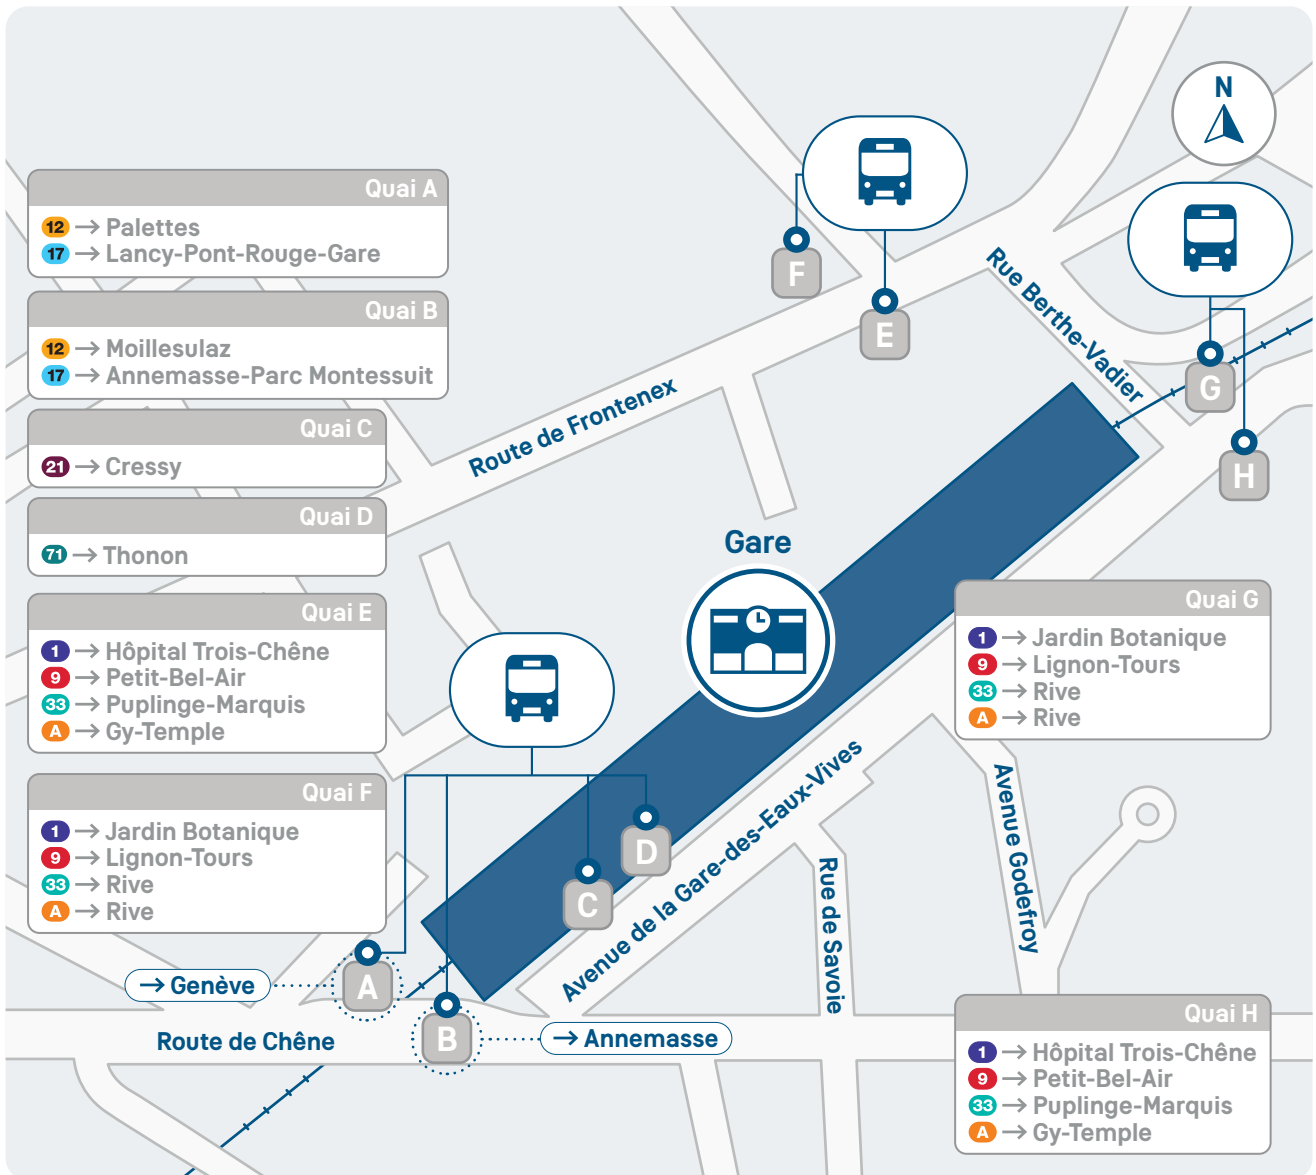 N
Quai A
12 → Palettes
17 → Lancy-Pont-Rouge-Gare
Quai B
12 → Moillesulaz
17 → Annemasse-Parc Montessuit
Quai C
21 → Cressy
Quai D
71 → Thonon
Quai E
1 → Hôpital Trois-Chêne
9 → Petit-Bel-Air
33 → Puplinge-Marquis
A → Gy-Temple
Quai F
1 → Jardin Botanique
9 → Lignon-Tours
33 → Rive
A → Rive
F
E
Rue Berthe-Vadier
G
H
Route de Frontenex
Gare
Quai G
1 → Jardin Botanique
9 → Lignon-Tours
33 → Rive
A → Rive
D
C
Avenue de la Gare-des-Eaux-Vives
Rue de Savoie
Avenue Godefroy
→ Genève
A
B
→ Annemasse
Route de Chêne
Quai H
1 → Hôpital Trois-Chêne
9 → Petit-Bel-Air
33 → Puplinge-Marquis
A → Gy-Temple